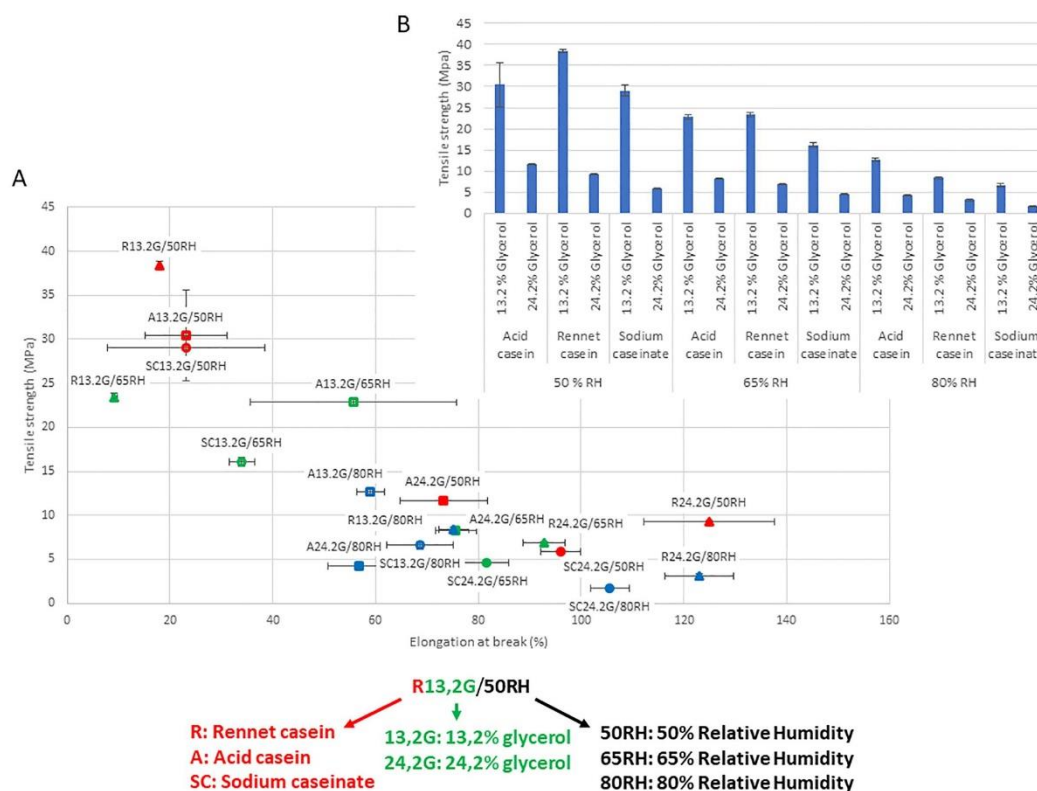 B
Tensile strength (Mpa)
45
40
35
30
25
20
15
10
5
0
13.2 % Glycerol
24.2% Glycerol
13.2 % Glycerol
24.2% Glycerol
13.2 % Glycerol
24.2% Glycerol
13.2 % Glycerol
24.2% Glycerol
13.2 % Glycerol
24.2% Glycerol
13.2 % Glycerol
24.2% Glycerol
13.2 % Glycerol
24.2% Glycerol
13.2 % Glycerol
24.2% Glycerol
13.2 % Glycerol
24.2% Glycerol
Acid Rennet Sodium Acid Rennet Sodium Acid Rennet Sodium
casein casein caseinate casein casein caseinate casein casein caseinate
50 % RH 65% RH 80% RH
A
Tensile strength (MPa)
45
40
35
30
25
20
15
10
5
0
R13.2G/50RH
A13.2G/50RH
SC13.2G/50RH
R13.2G/65RH
A13.2G/65RH
SC13.2G/65RH
A13.2G/80RH
A24.2G/50RH
R24.2G/50RH
R13.2G/80RH
A24.2G/65RH
R24.2G/65RH
A24.2G/80RH
SC13.2G/80RH
SC24.2G/50RH
R24.2G/80RH
SC24.2G/65RH
SC24.2G/80RH
0 20 40 60 80 100 120 140 160
Elongation at break (%)
R13,2G/50RH
R: Rennet casein
A: Acid casein
SC: Sodium caseinate
13,2G: 13,2% glycerol
24,2G: 24,2% glycerol
50RH: 50% Relative Humidity
65RH: 65% Relative Humidity
80RH: 80% Relative Humidity